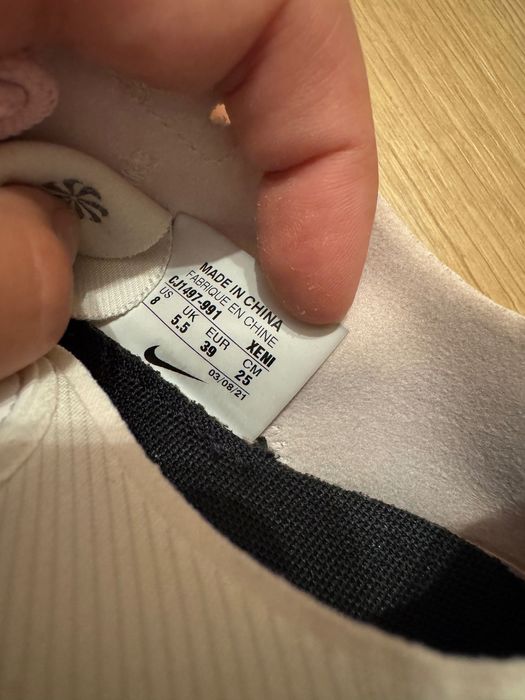 MADE IN CHINA
FABRIQUE EN CHINE
CJ1497-991 XENI
US UK EUR CM
8 5.5 39 25
03/08/21